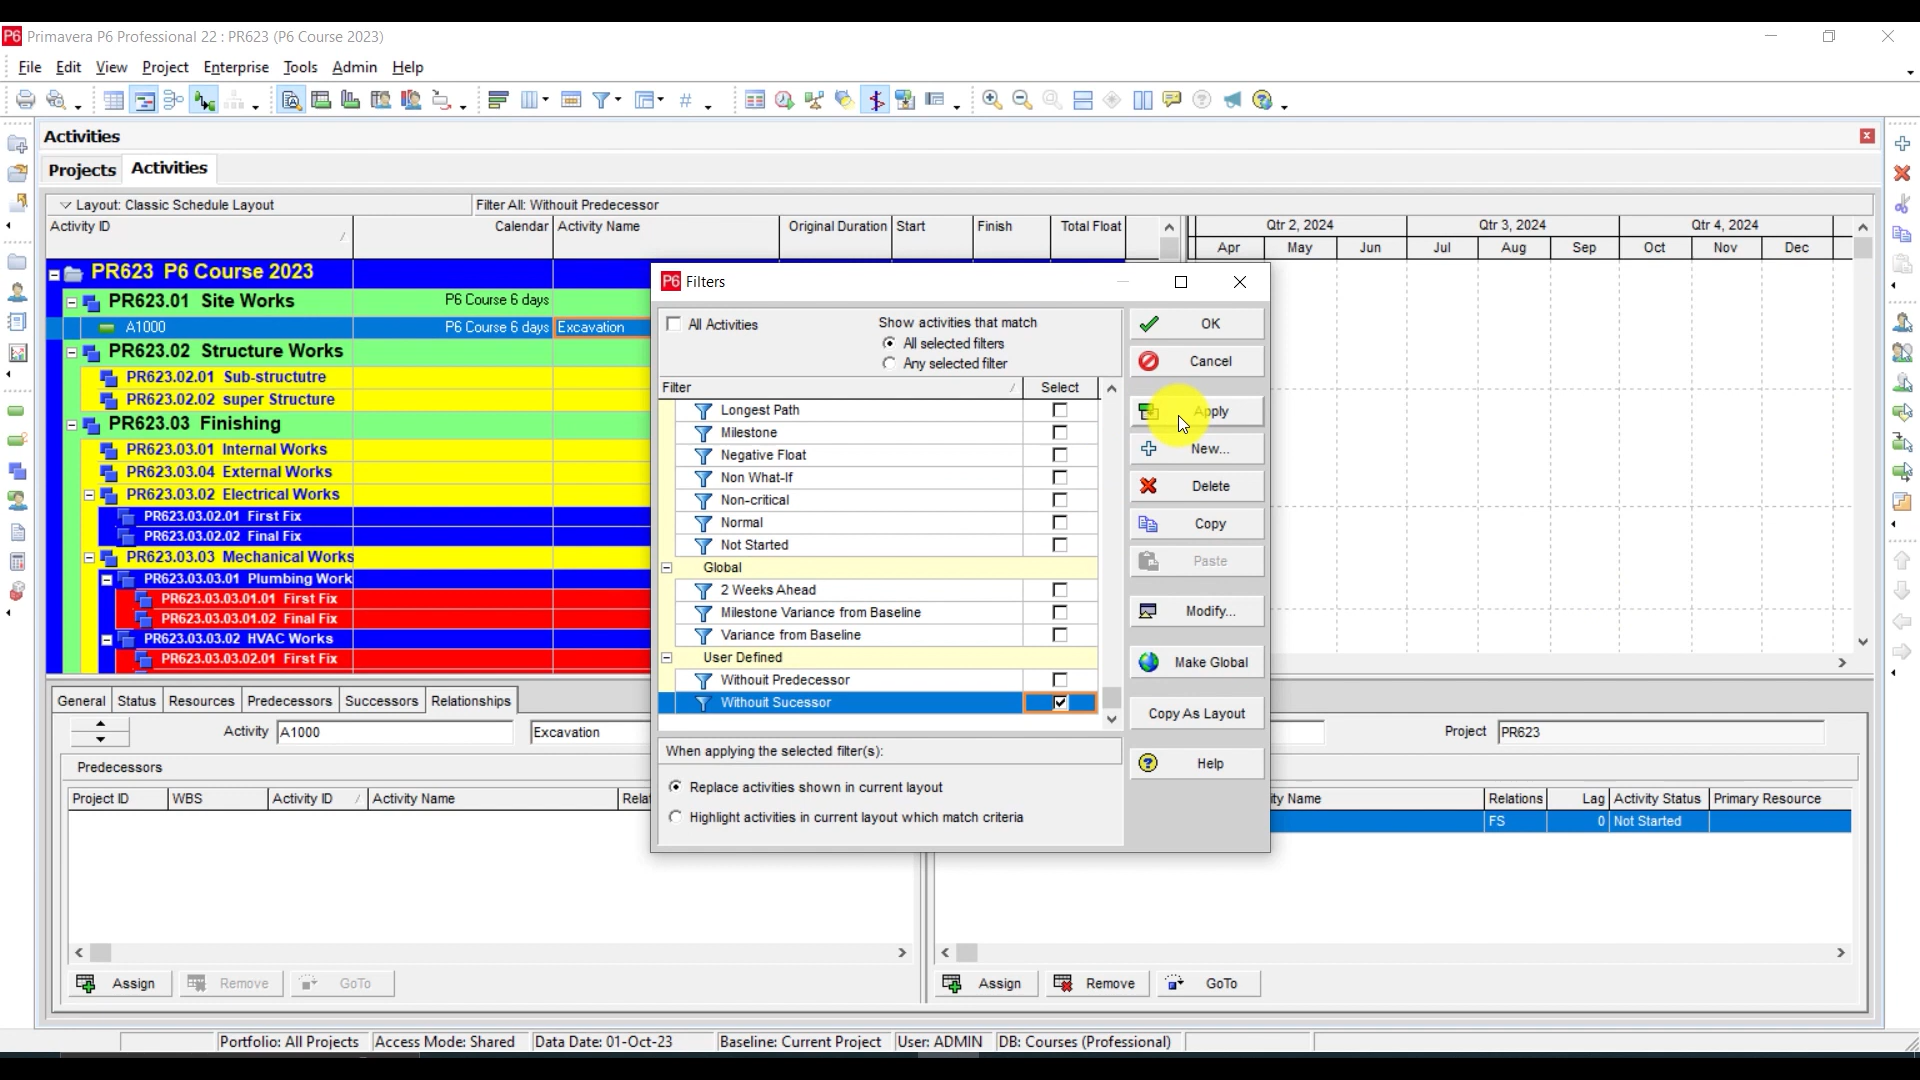 P6 Primavera P6 Professional 22 : PR623 (P6 Course 2023)
File Edit View Project Enterprise Tools Admin Help
Activities
Projects Activities
Layout: Classic Schedule Layout Filter All: Withouit Predecessor
Activity ID Calendar Activity Name Original Duration Start Finish Total Float Qtr 2, 2024 Qtr 3, 2024 Qtr 4, 2024
Apr May Jun Jul Aug Sep Oct Nov Dec
PR623 P6 Course 2023
PR623.01 Site Works P6 Course 6 days
A1000 P6 Course 6 days Excavation
PR623.02 Structure Works
PR623.02.01 Sub-structutre
PR623.02.02 super Structure
PR623.03 Finishing
PR623.03.01 Internal Works
PR623.03.04 External Works
PR623.03.02 Electrical Works
PR623.03.02.01 First Fix
PR623.03.02.02 Final Fix
PR623.03.03 Mechanical Works
PR623.03.03.01 Plumbing Work
PR623.03.03.01.01 First Fix
PR623.03.03.01.02 Final Fix
PR623.03.03.02 HVAC Works
PR623.03.03.02.01 First Fix
P6 Filters
All Activities
Show activities that match
All selected filters
Any selected filter
Filter Select
Longest Path
Milestone
Negative Float
Non What-If
Non-critical
Normal
Not Started
Global
2 Weeks Ahead
Milestone Variance from Baseline
Variance from Baseline
User Defined
Without Predecessor
Withouit Sucessor
When applying the selected filter(s):
Replace activities shown in current layout
Highlight activities in current layout which match criteria
OK
Cancel
Apply
New...
Delete
Copy
Paste
Modify...
Make Global
Copy As Layout
Help
General Status Resources Predecessors Successors Relationships
Activity A1000 Excavation Project PR623
Predecessors
Project ID WBS Activity ID Activity Name Rela ity Name Relations Lag Activity Status Primary Resource
FS 0 Not Started
Assign Remove GoTo Assign Remove GoTo
Portfolio: All Projects Access Mode: Shared Data Date: 01-Oct-23 Baseline: Current Project User: ADMIN DB: Courses (Professional)